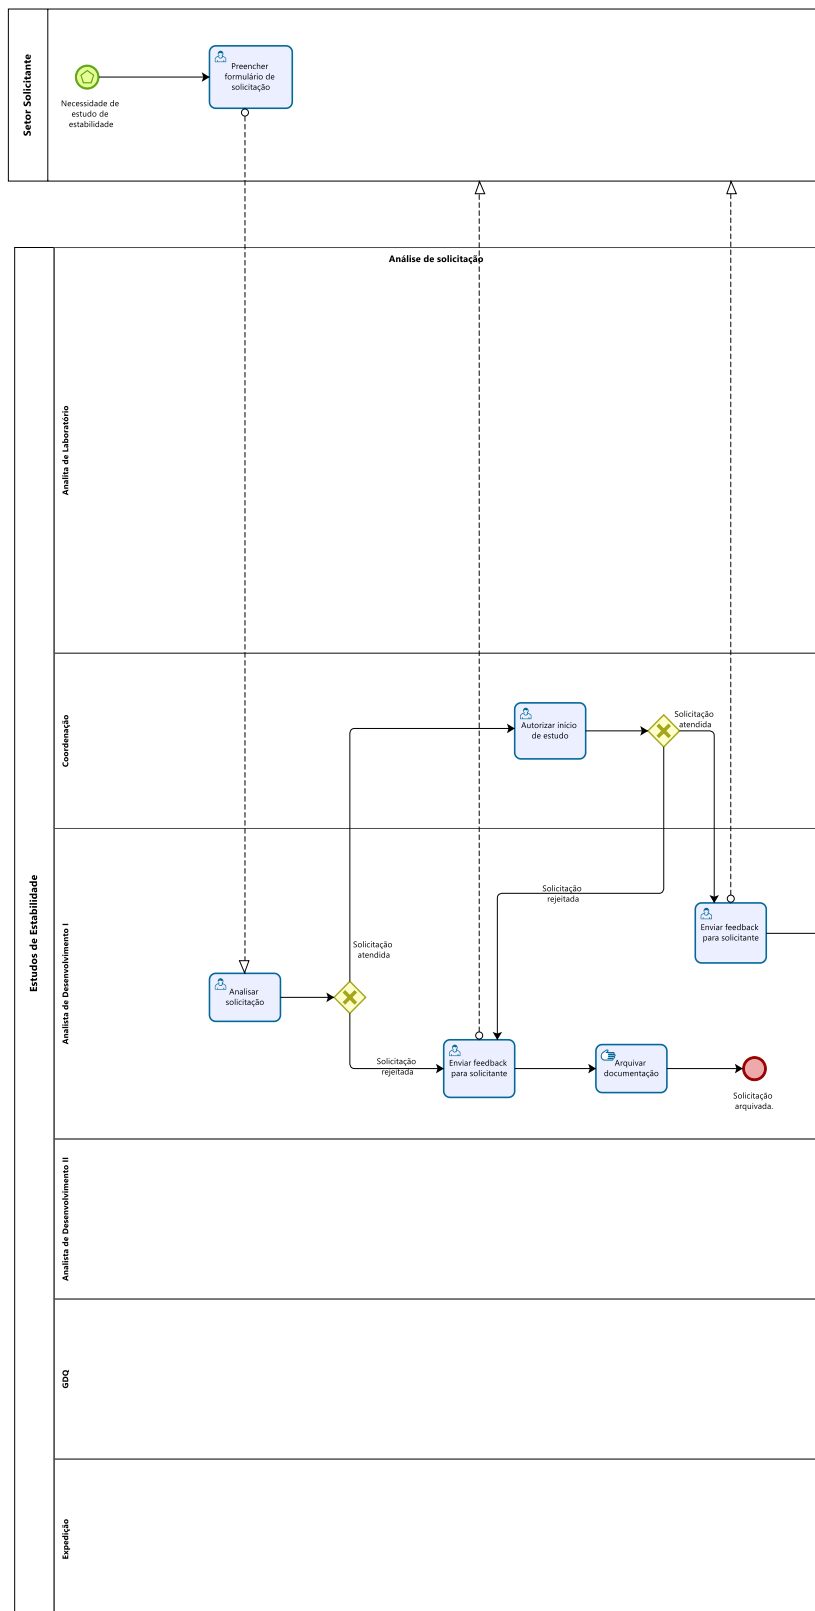 Setor Solicitante
Preencher
formulário de
solicitação
Necessidade de
estudo de
estabilidade
Estudos de Estabilidade
Análise de solicitação
Analita de Laboratório
Coordenação
Autorizar inicio
de estudo
Solicitação
atendida
Analista de Desenvolvimento I
Solicitação
rejeitada
Enviar feedback
para solicitante
Solicitação
atendida
Analisar
solicitação
Solicitação
rejeitada
Enviar feedback
para solicitante
Arquivar
documentação
Solicitação
arquivada.
Analista de Desenvolvimento II
GDQ
Expedição